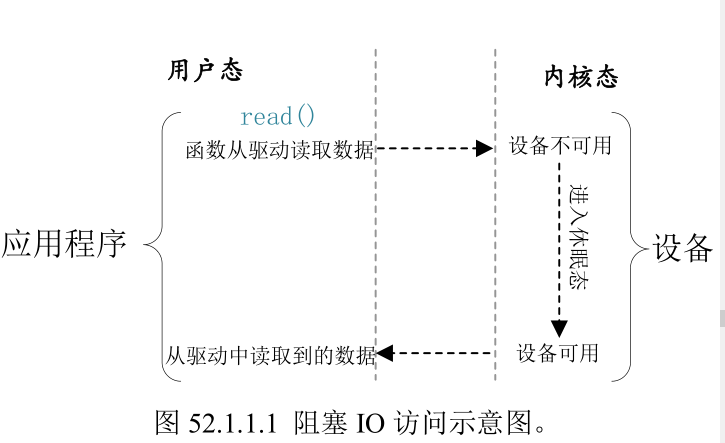 用户态
内核态
read()
函数从驱动读取数据
设备不可用
进入休眠态
应用程序
设备
从驱动中读取到的数据
设备可用
图 52.1.1.1 阻塞 IO 访问示意图。